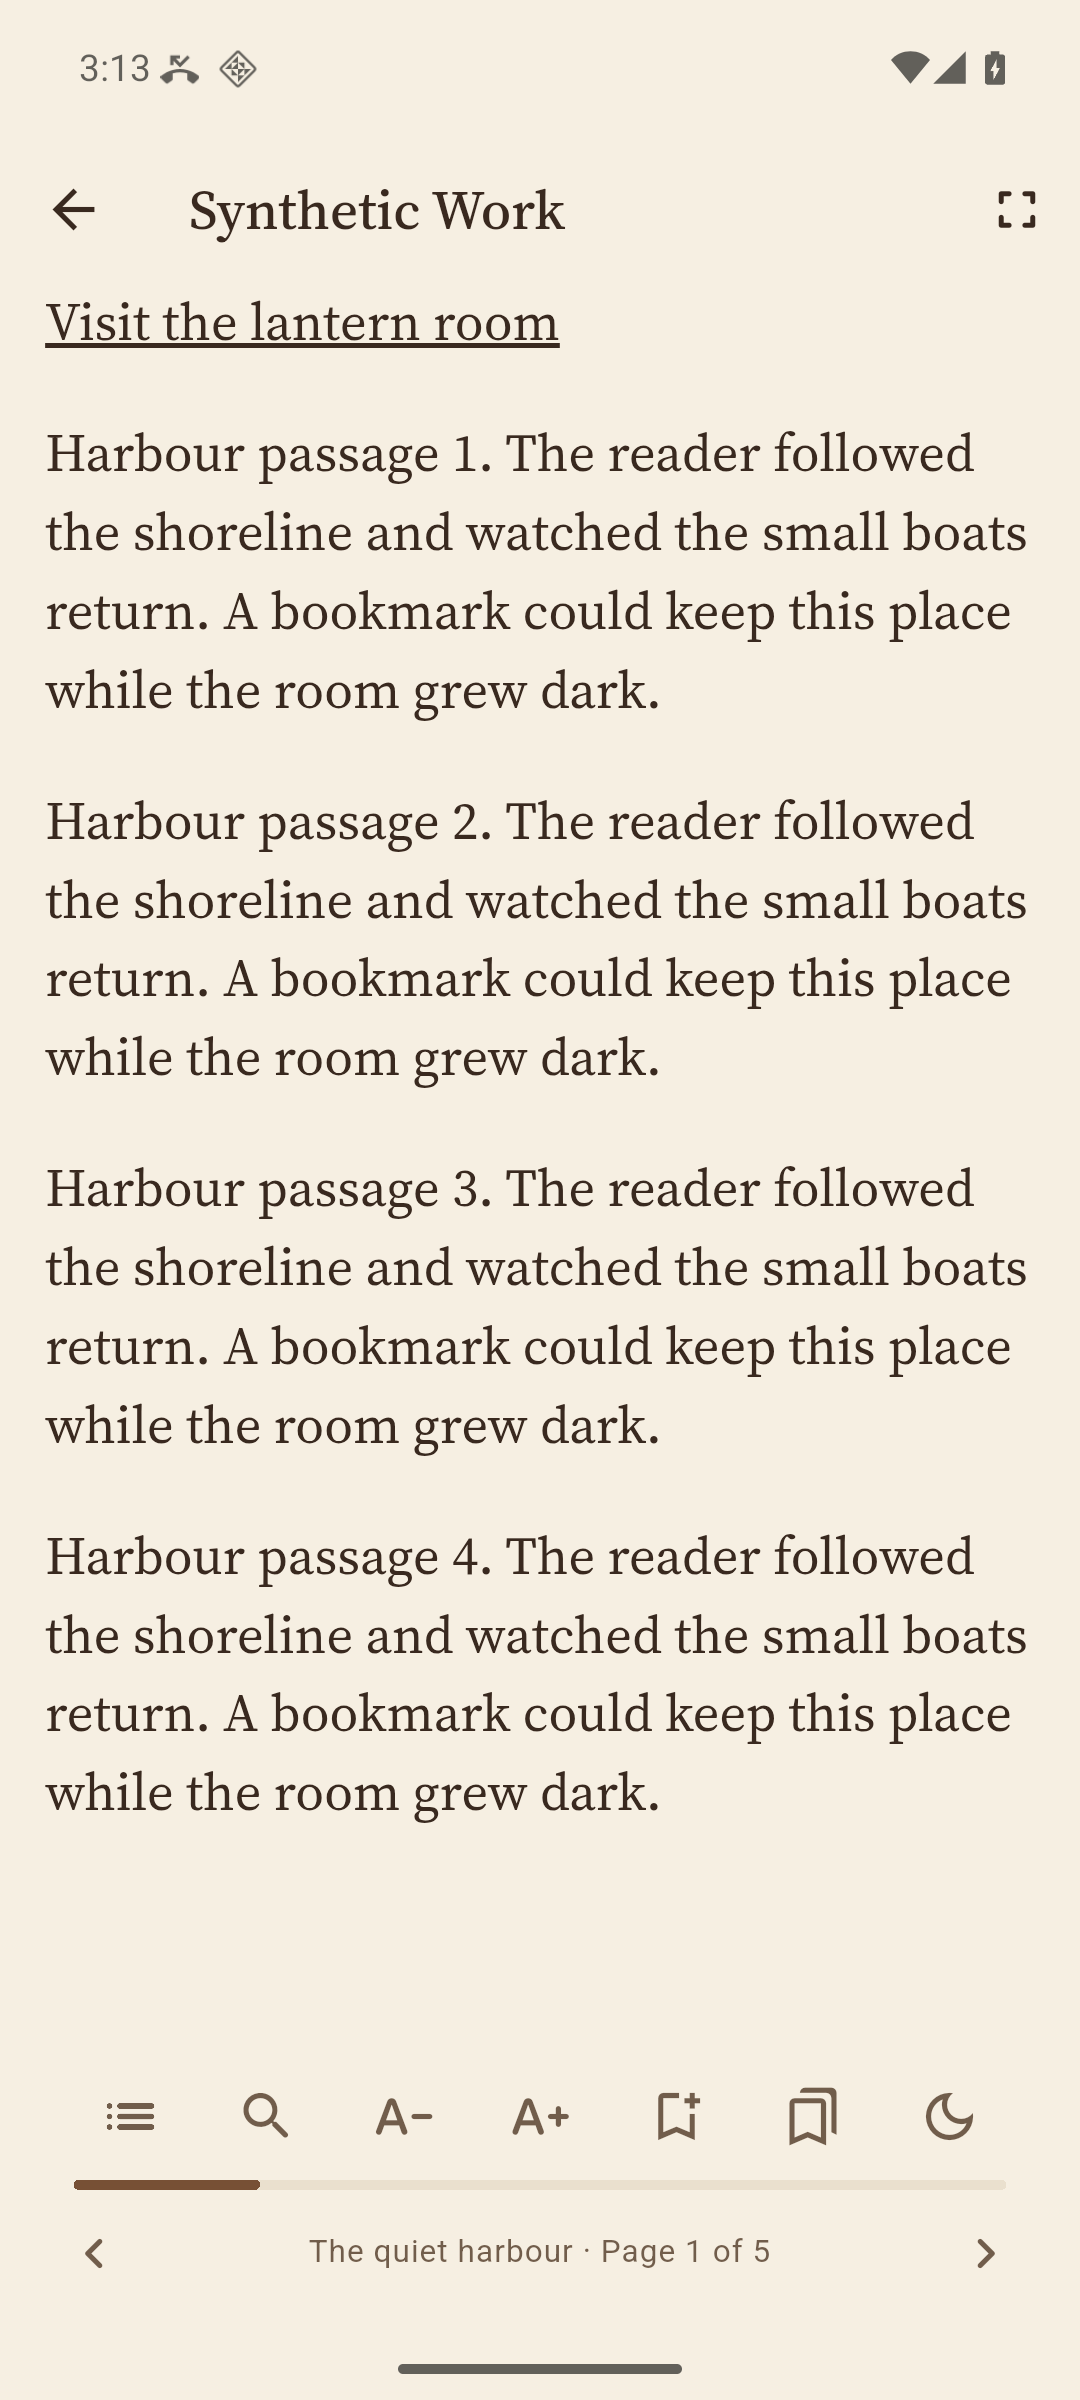 3:13
Synthetic Work
Visit the lantern room
Harbour passage 1. The reader followed
the shoreline and watched the small boats
return. A bookmark could keep this place
while the room grew dark.
Harbour passage 2. The reader followed
the shoreline and watched the small boats
return. A bookmark could keep this place
while the room grew dark.
Harbour passage 3. The reader followed
the shoreline and watched the small boats
return. A bookmark could keep this place
while the room grew dark.
Harbour passage 4. The reader followed
the shoreline and watched the small boats
return. A bookmark could keep this place
while the room grew dark.
A− A+
The quiet harbour · Page 1 of 5